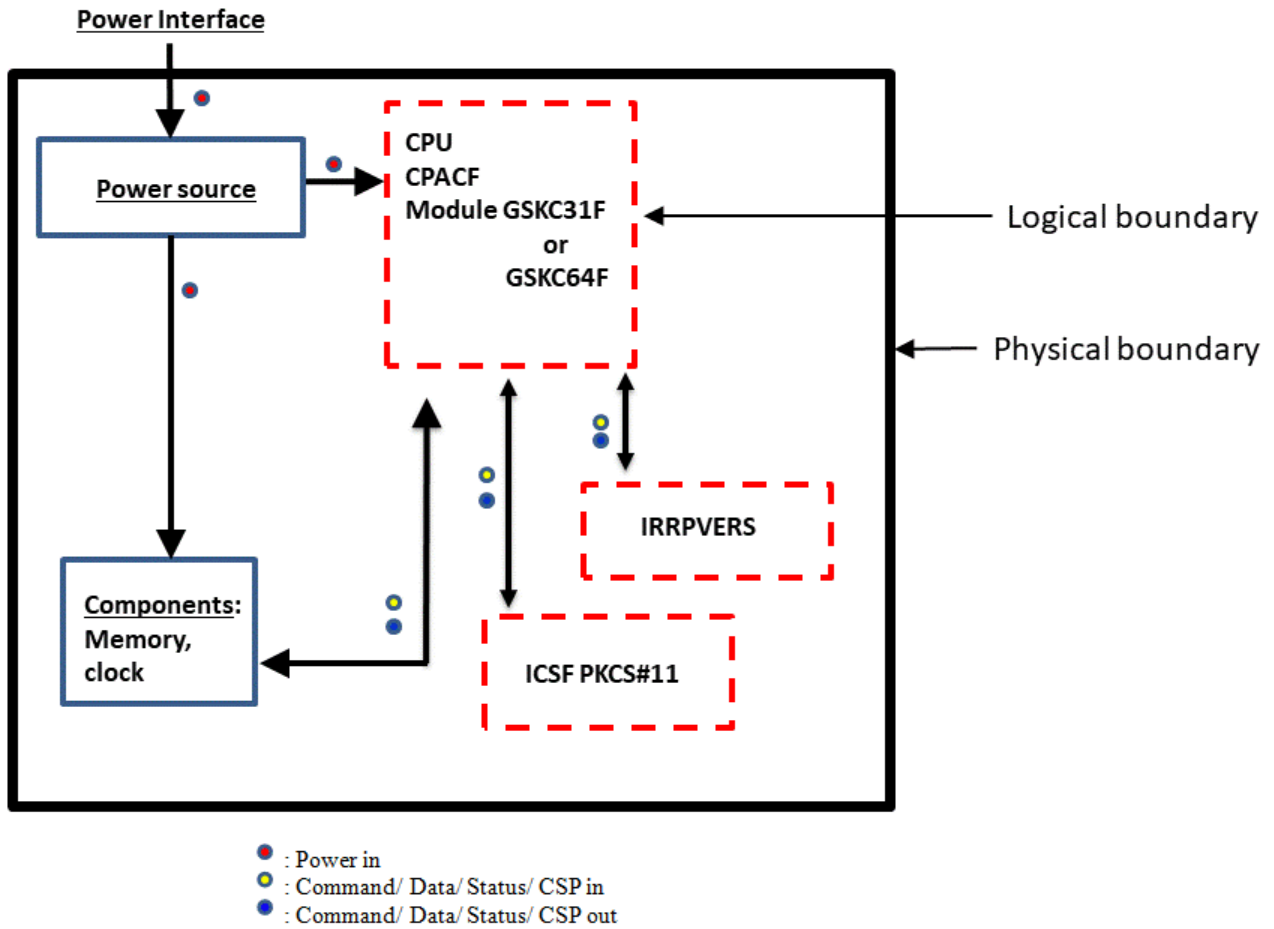 Power Interface
Power source
CPU
CPACF
Module GSKC31F
or
GSKC64F
Logical boundary
Physical boundary
IRRPVERS
Components:
Memory,
clock
ICSF PKCS#11
: Power in
: Command/ Data/ Status/ CSP in
: Command/ Data/ Status/ CSP out